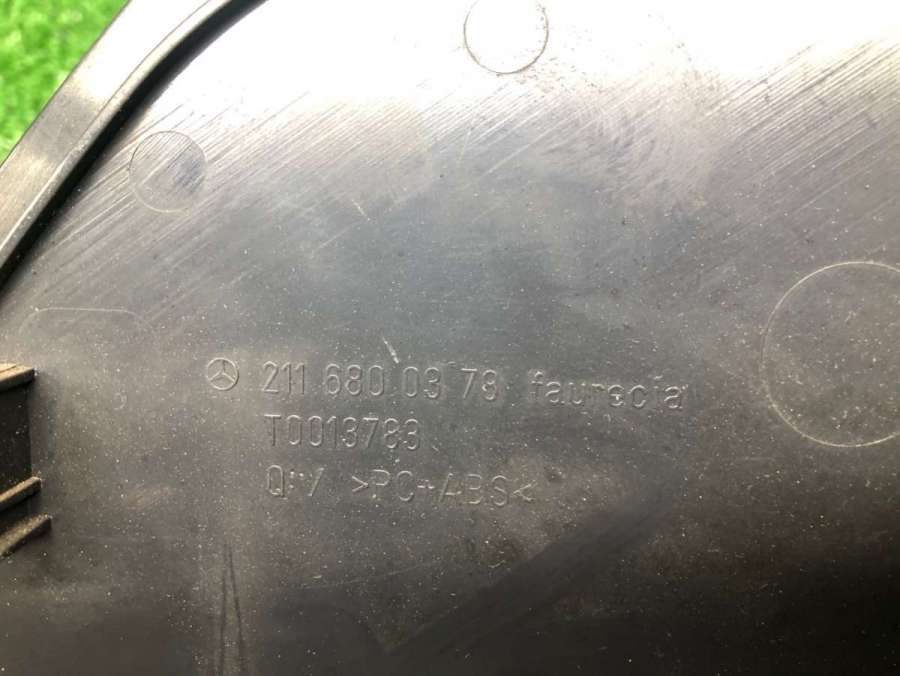 211 680 03 78 faurecia
T0013783
>PC+ABS<